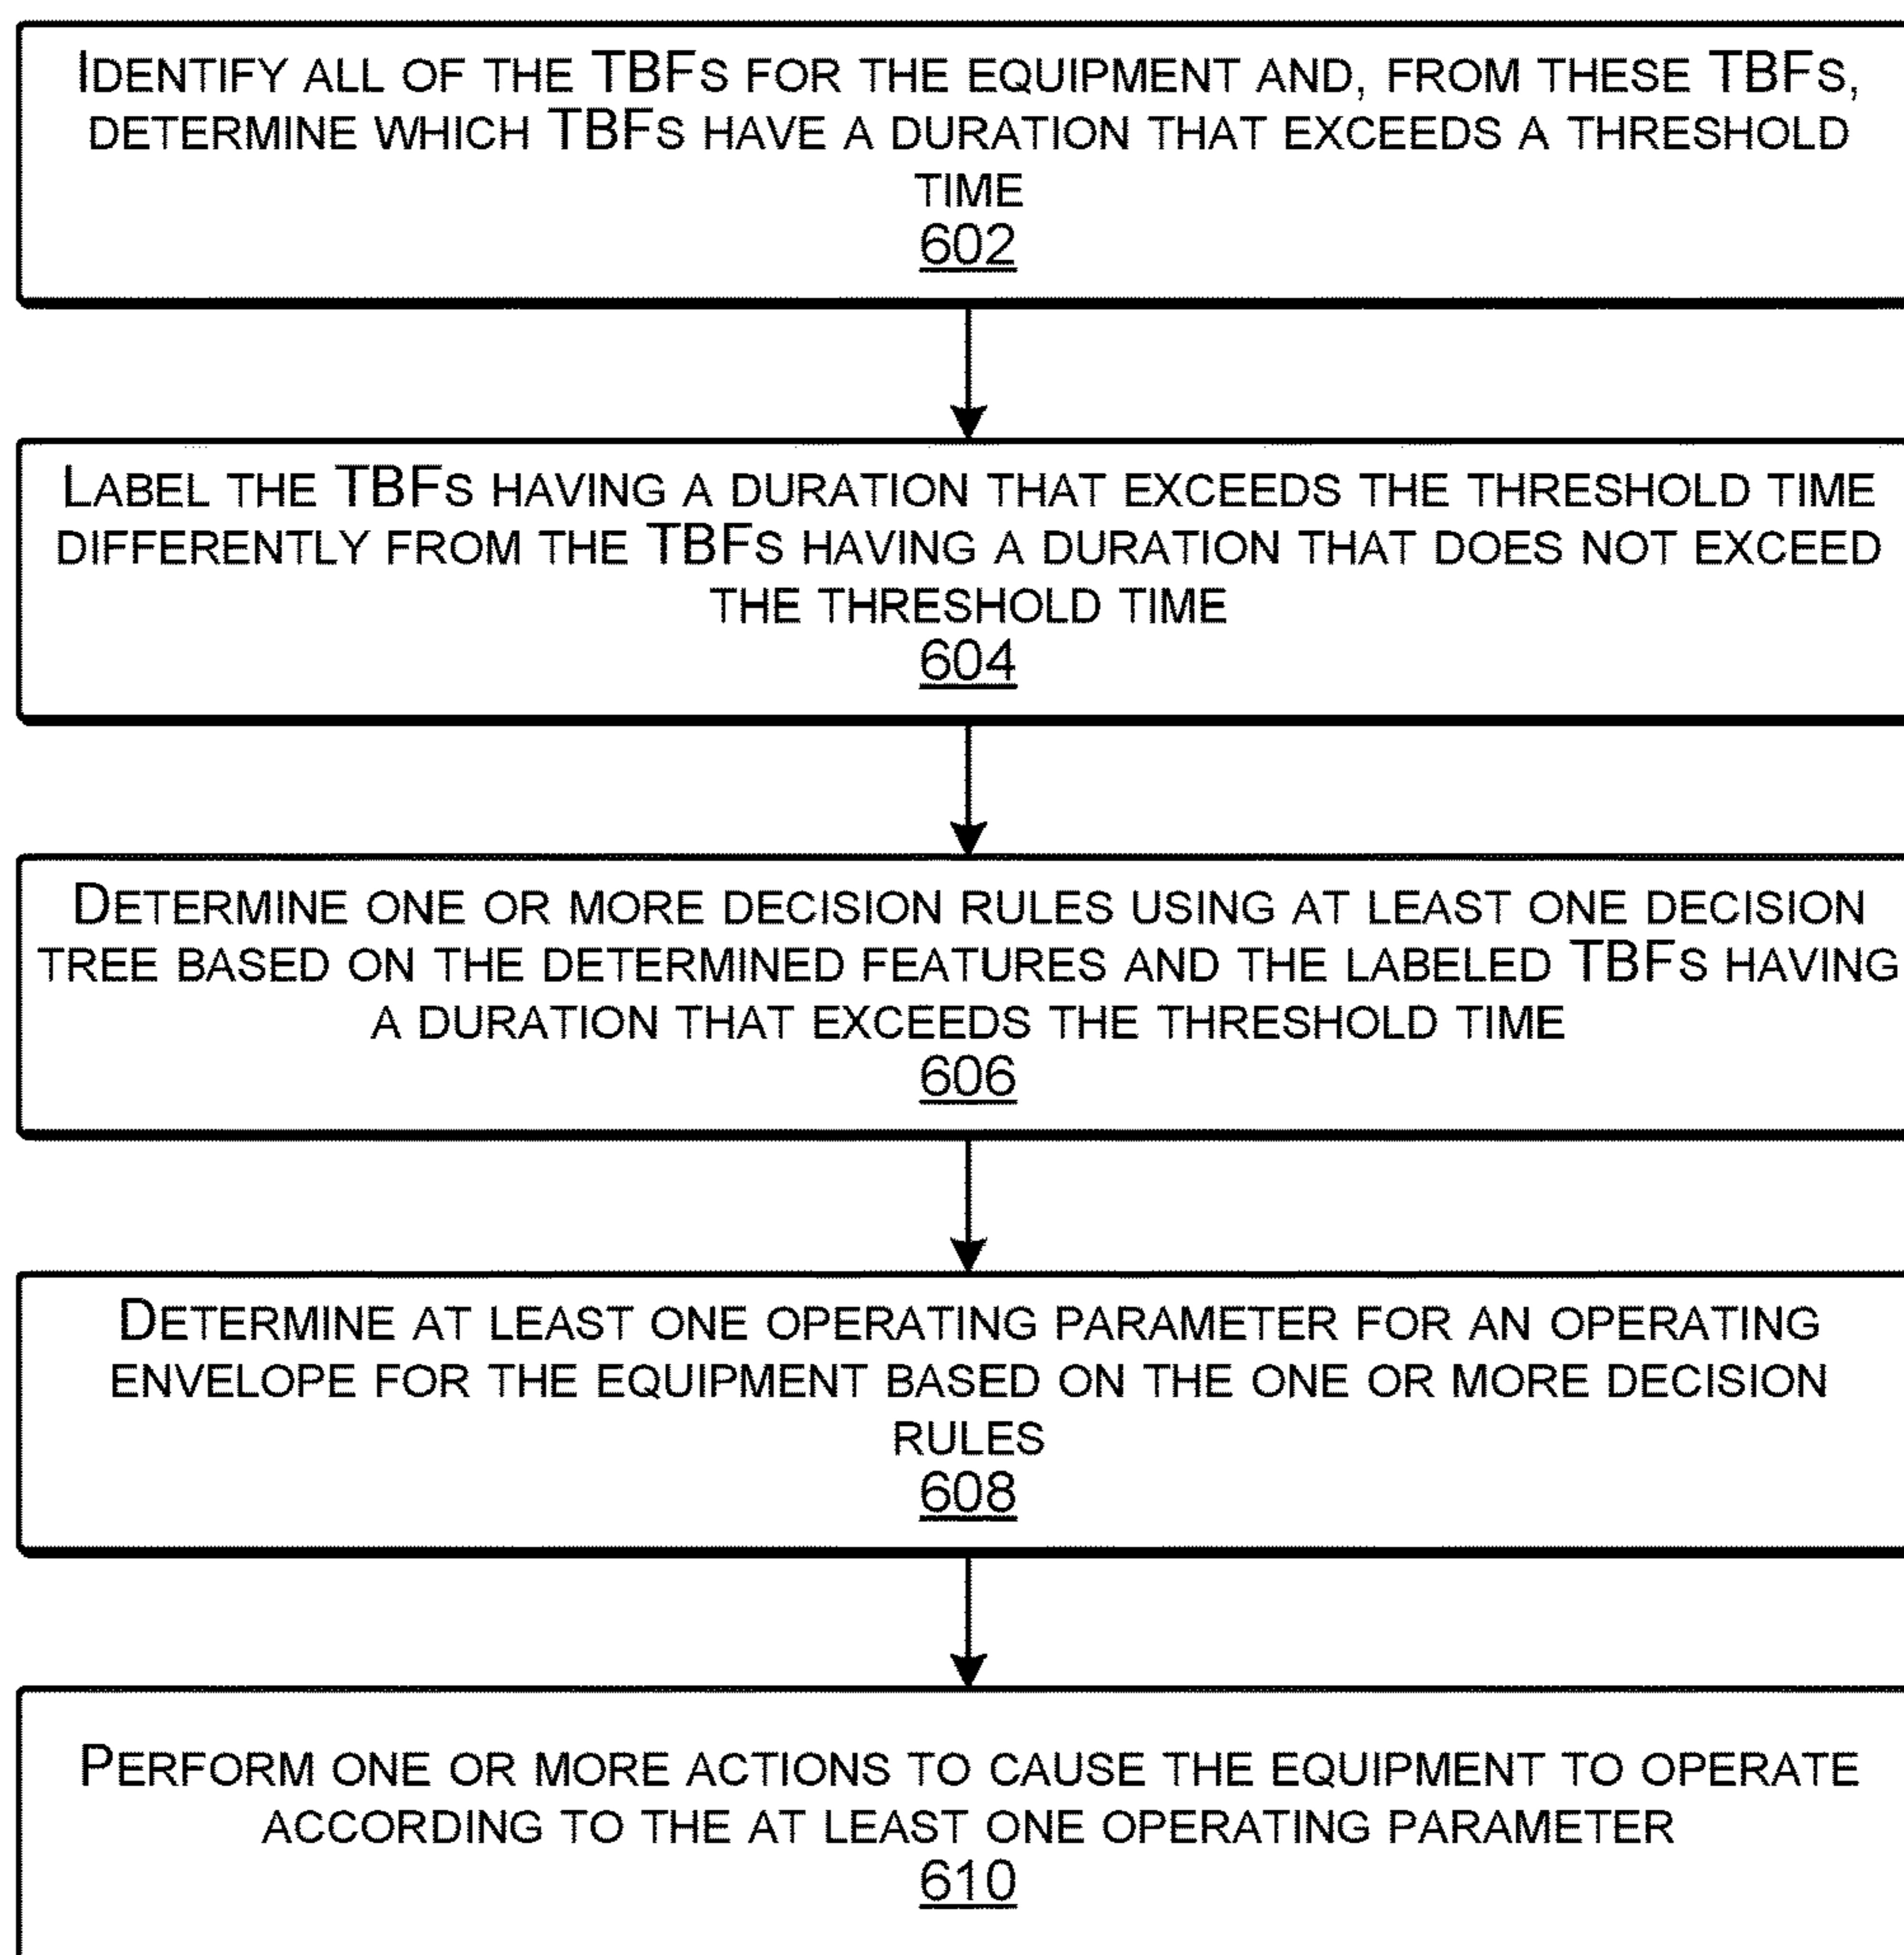 IDENTIFY ALL OF THE TBFS FOR THE EQUIPMENT AND, FROM THESE TBFS,
DETERMINE WHICH TBFS HAVE A DURATION THAT EXCEEDS A THRESHOLD
TIME
602
LABEL THE TBFS HAVING A DURATION THAT EXCEEDS THE THRESHOLD TIME
DIFFERENTLY FROM THE TBFS HAVING A DURATION THAT DOES NOT EXCEED
THE THRESHOLD TIME
604
DETERMINE ONE OR MORE DECISION RULES USING AT LEAST ONE DECISION
TREE BASED ON THE DETERMINED FEATURES AND THE LABELED TBFS HAVING
A DURATION THAT EXCEEDS THE THRESHOLD TIME
606
DETERMINE AT LEAST ONE OPERATING PARAMETER FOR AN OPERATING
ENVELOPE FOR THE EQUIPMENT BASED ON THE ONE OR MORE DECISION
RULES
608
PERFORM ONE OR MORE ACTIONS TO CAUSE THE EQUIPMENT TO OPERATE
ACCORDING TO THE AT LEAST ONE OPERATING PARAMETER
610